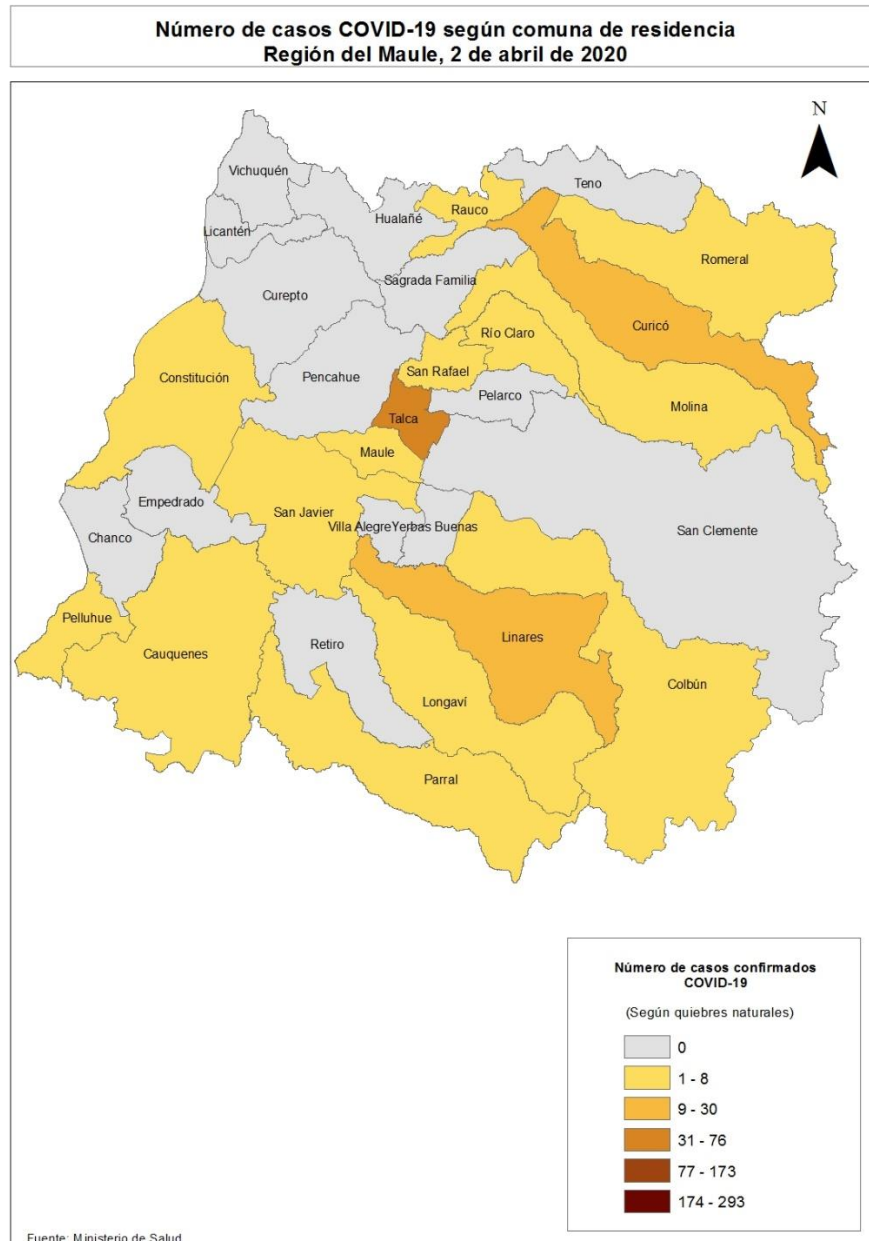 Número de casos COVID-19 según comuna de residencia
Región del Maule, 2 de abril de 2020
N
Vichuquén
Teno
Hualañé
Rauco
Licantén
Romeral
Sagrada Familia
Curepto
Curicó
Río Claro
Constitución
Pencahue
San Rafael
Pelarco
Molina
Talca
Maule
Empedrado
San Javier
Villa Alegre
Yerbas Buenas
San Clemente
Chanco
Pelluhue
Cauquenes
Retiro
Linares
Colbún
Longaví
Parral
Número de casos confirmados
COVID-19
(Según quiebres naturales)
0
1 - 8
9 - 30
31 - 76
77 - 173
174 - 293
Fuente: Ministerio de Salud